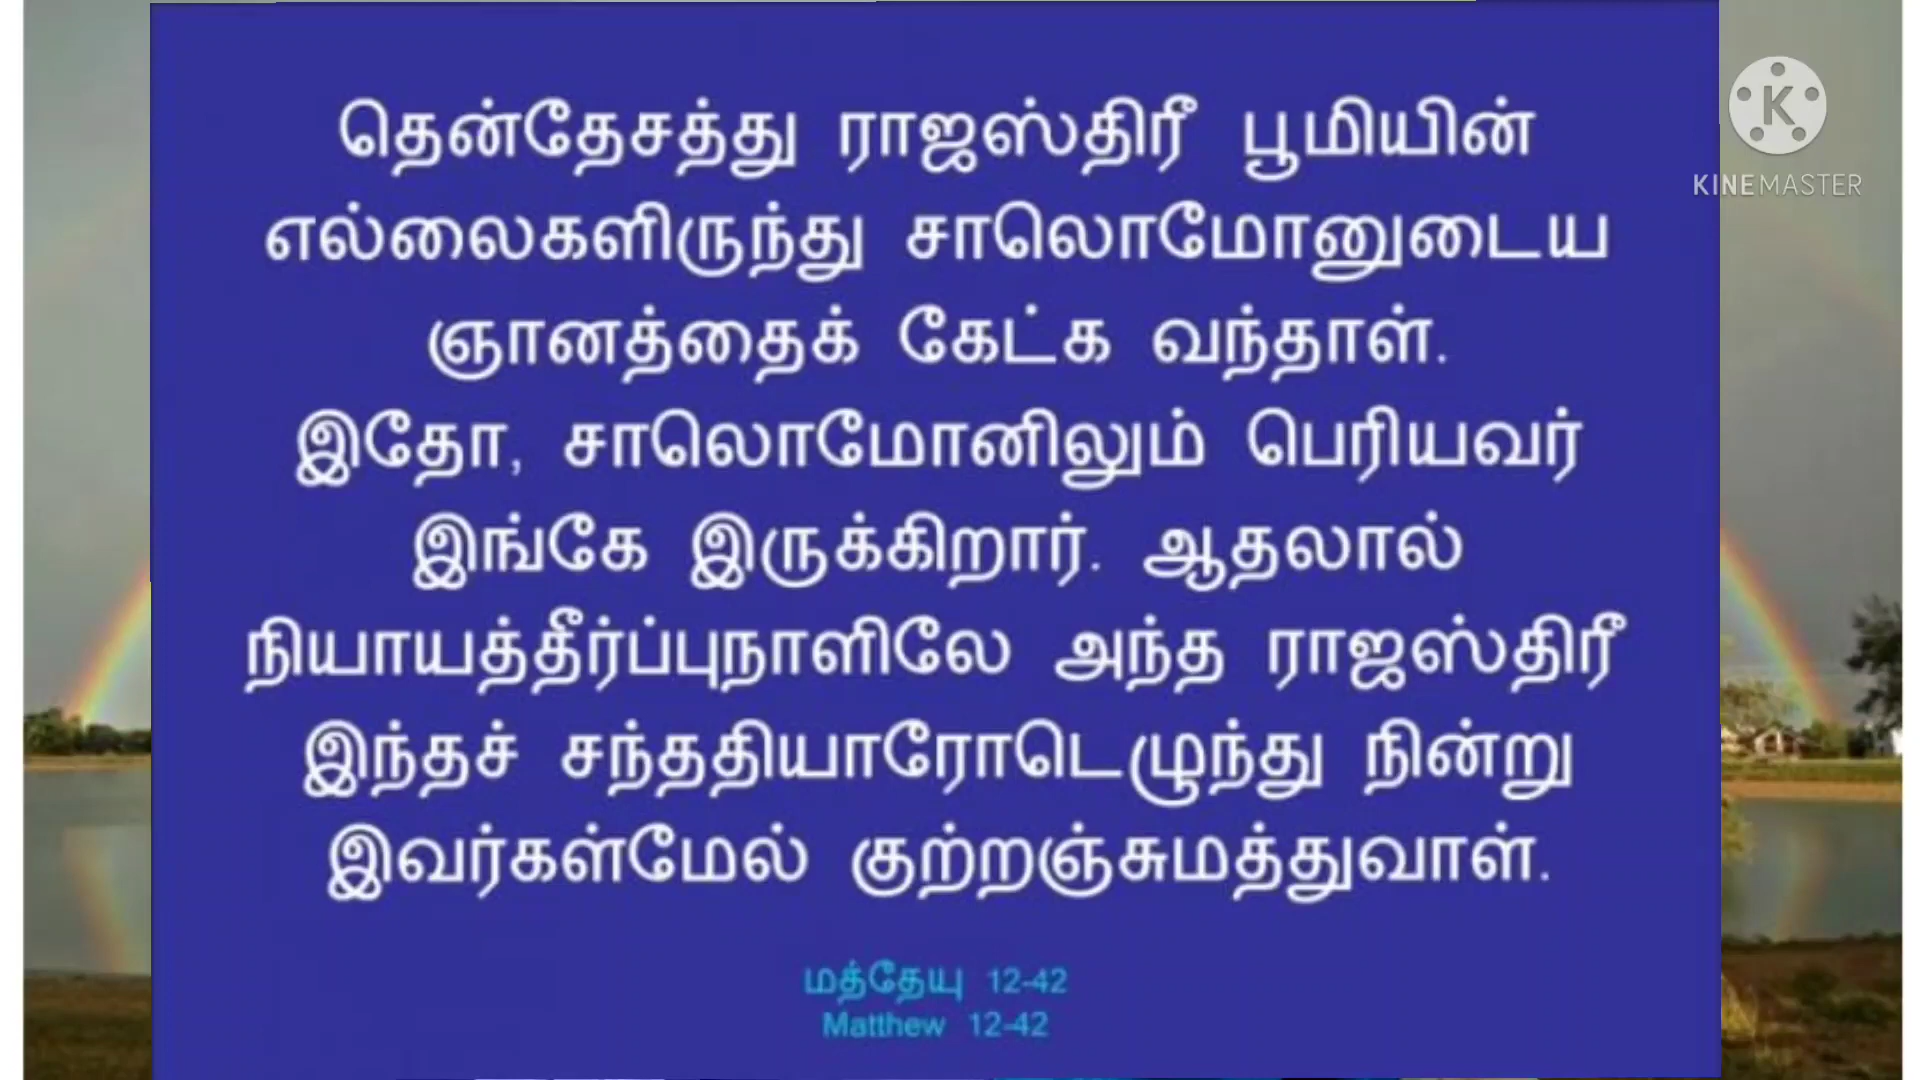 தென்தேசத்து ராஜஸ்திரீ பூமியின்
எல்லைகளிருந்து சாலொமோனுடைய
ஞானத்தைக் கேட்க வந்தாள்.
இதோ, சாலொமோனிலும் பெரியவர்
இங்கே இருக்கிறார். ஆதலால்
நியாயத்தீர்ப்புநாளிலே அந்த ராஜஸ்திரீ
இந்தச் சந்ததியாரோடெழுந்து நின்று
இவர்கள்மேல் குற்றஞ்சுமத்துவாள்.
மத்தேயு 12-42
Matthew 12-42
K
KINEMASTER